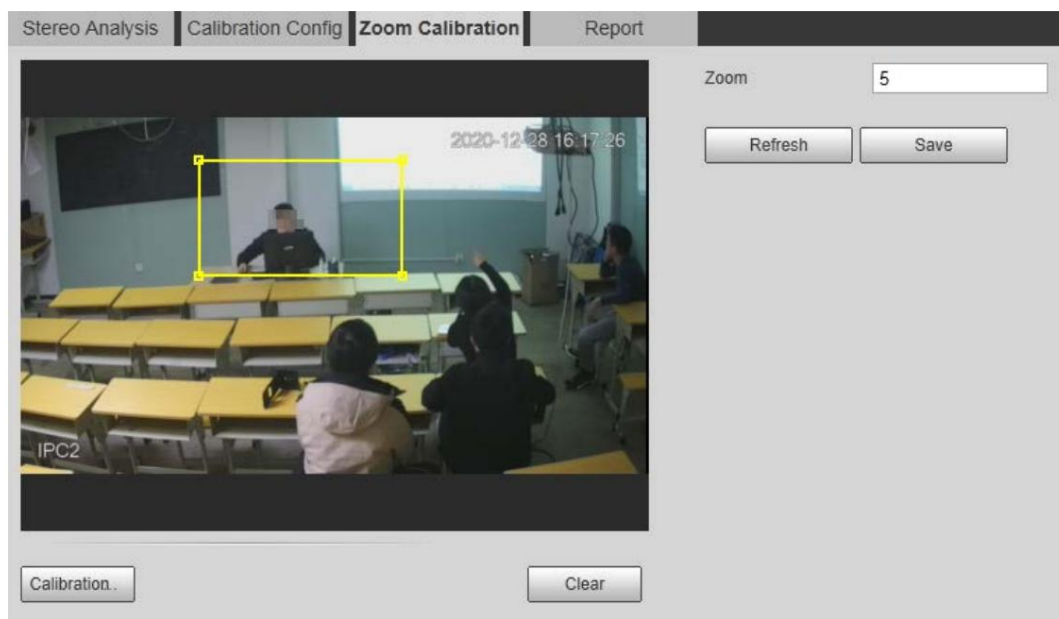 Stereo Analysis Calibration Config Zoom Calibration Report
Zoom 5
2020-12-28 16:17:26
Refresh Save
IPC2
Calibration.. Clear